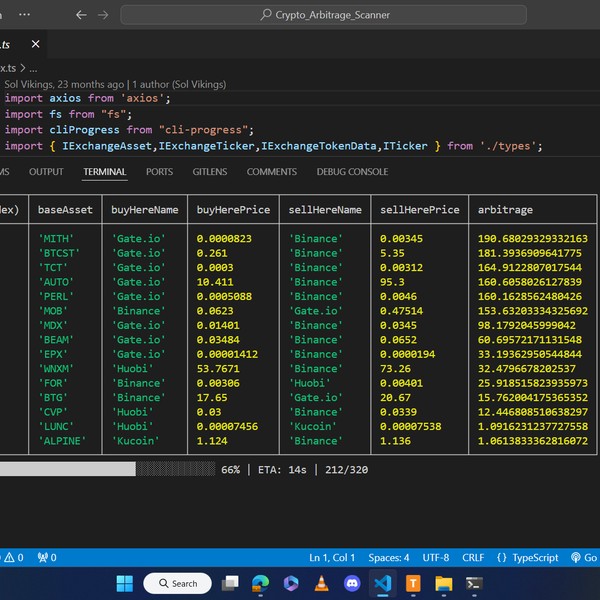 Crypto_Arbitrage_Scanner
.ts
x.ts > ...
Sol Vikings, 23 months ago | 1 author (Sol Vikings)
import axios from 'axios';
import fs from "fs";
import cliProgress from "cli-progress";
import { IExchangeAsset,IExchangeTicker,IExchangeTokenData,ITicker } from './types';
MS OUTPUT TERMINAL PORTS GITLENS COMMENTS DEBUG CONSOLE
dex) baseAsset buyHereName buyHerePrice sellHereName sellHerePrice arbitrage
'MITH' 'Gate.io' 0.0000823 'Binance' 0.00345 190.68029329332163
'BTCST' 'Gate.io' 0.261 'Binance' 5.35 181.3936909641775
'TCT' 'Gate.io' 0.0003 'Binance' 0.00312 164.9122807017544
'AUTO' 'Gate.io' 10.411 'Binance' 95.3 160.6058026127839
'PERL' 'Gate.io' 0.0005088 'Binance' 0.0046 160.1628562480426
'MOB' 'Binance' 0.0623 'Gate.io' 0.47514 153.63203334325692
'MDX' 'Gate.io' 0.01401 'Binance' 0.0345 98.1792045999042
'BEAM' 'Gate.io' 0.03484 'Binance' 0.0652 60.69572171131548
'EPX' 'Gate.io' 0.00001412 'Binance' 0.0000194 33.19362950544844
'WNXM' 'Huobi' 53.7671 'Binance' 73.26 32.4796678202537
'FOR' 'Binance' 0.00306 'Huobi' 0.00401 25.918515823935973
'BTG' 'Binance' 17.65 'Gate.io' 20.67 15.762004175365352
'CVP' 'Huobi' 0.03 'Binance' 0.0339 12.446808510638297
'LUNC' 'Huobi' 0.00007456 'Kucoin' 0.00007538 1.0916231237727558
'ALPINE' 'Kucoin' 1.124 'Binance' 1.136 1.0613833362816072
66% | ETA: 14s | 212/320
0 0 Ln 1, Col 1 Spaces: 4 UTF-8 CRLF {} TypeScript Go
Search